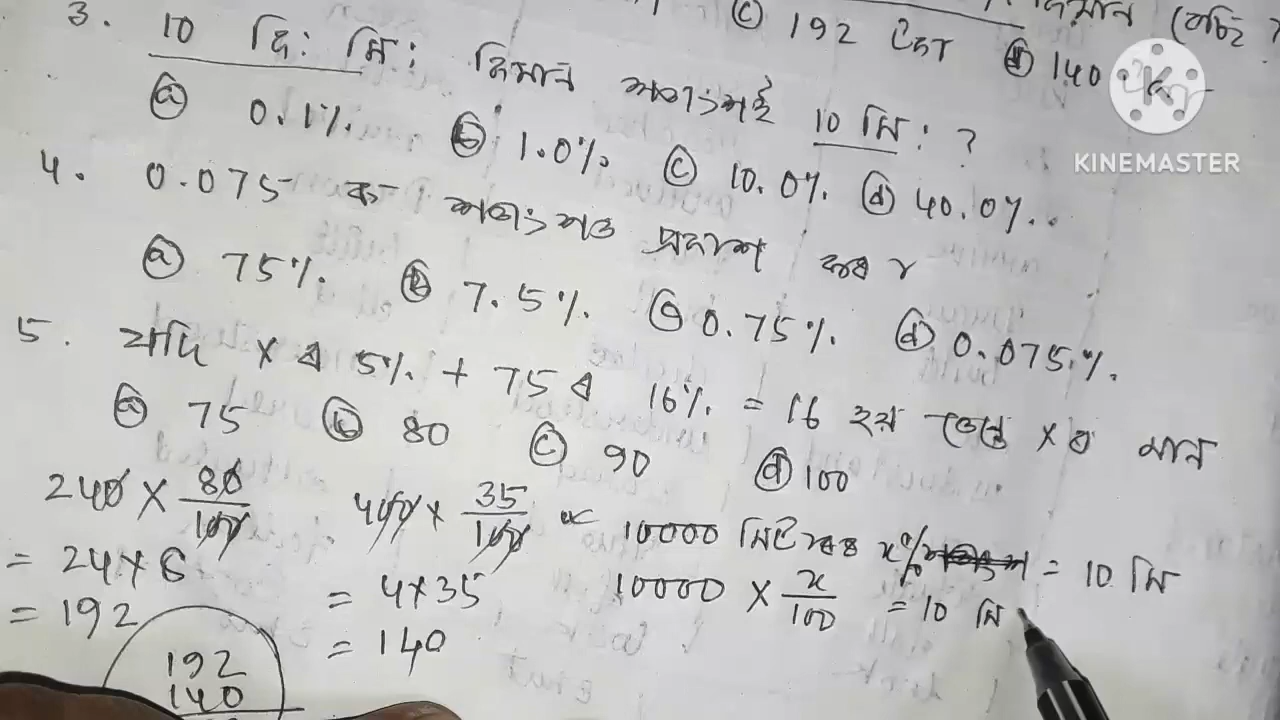 © 192 টেৰ ⓓ 140
3. 10 কি: মি: কিমান শতাংশই 10 মি: ?
ⓐ 0.1% ⓑ 1.0% ⓒ 10.0% ⓓ 40.0%
4. 0.075 ক শতাংশত প্ৰকাশ কৰ
ⓐ 75% ⓑ 7.5% ⓒ 0.75% ⓓ 0.075%
5. যদি x ৰ 5% + 75 ৰ 16% = 16 হয় তেন্তে x ৰ মান
ⓐ 75 ⓑ 80 ⓒ 90 ⓓ 100
240 × 80/100 400 × 35/100 10000 মিটাৰৰ x% = 10 মি
= 24 × 8 = 4×35 10000 × x/100 = 10 মি
= 192 = 140
192
140
KINEMASTER